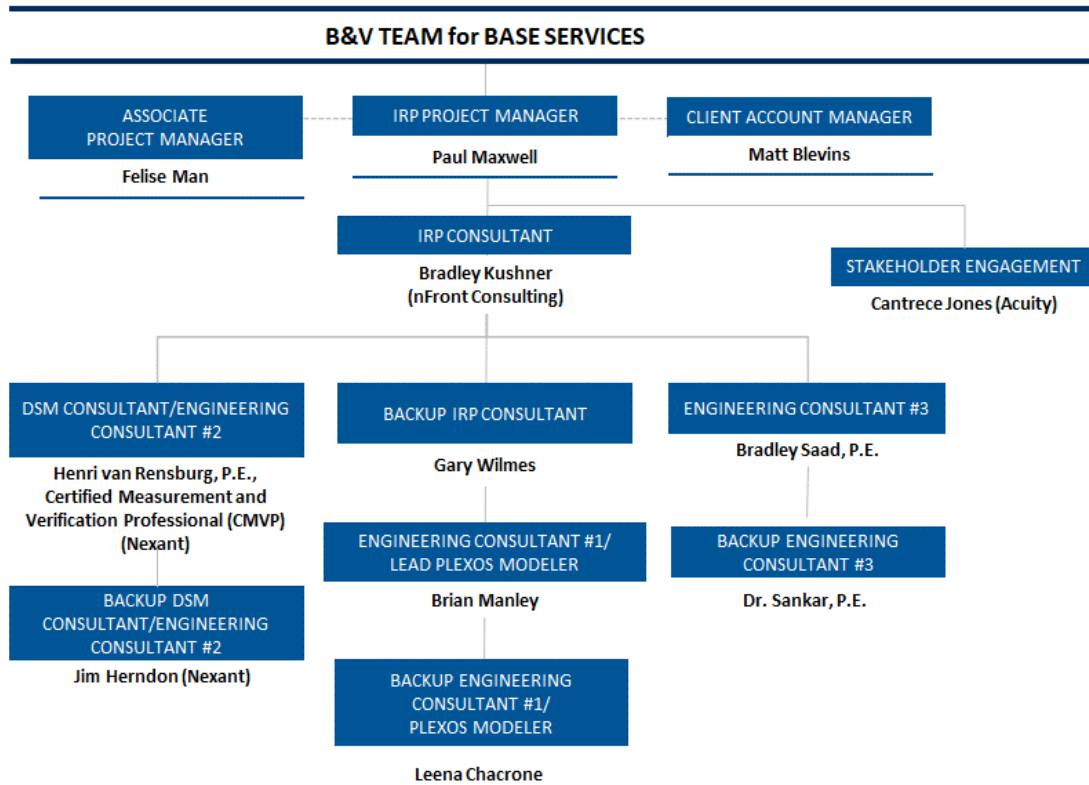 B&V TEAM for BASE SERVICES
ASSOCIATE
PROJECT MANAGER
Felise Man
IRP PROJECT MANAGER
Paul Maxwell
CLIENT ACCOUNT MANAGER
Matt Blevins
IRP CONSULTANT
Bradley Kushner
(nFront Consulting)
STAKEHOLDER ENGAGEMENT
Cantrece Jones (Acuity)
DSM CONSULTANT/ENGINEERING
CONSULTANT #2
Henri van Rensburg, P.E.,
Certified Measurement and
Verification Professional (CMVP)
(Nexant)
BACKUP DSM
CONSULTANT/ENGINEERING
CONSULTANT #2
Jim Herndon (Nexant)
BACKUP IRP CONSULTANT
Gary Wilmes
ENGINEERING CONSULTANT #1/
LEAD PLEXOS MODELER
Brian Manley
BACKUP ENGINEERING
CONSULTANT #1/
PLEXOS MODELER
Leena Chacrone
ENGINEERING CONSULTANT #3
Bradley Saad, P.E.
BACKUP ENGINEERING
CONSULTANT #3
Dr. Sankar, P.E.